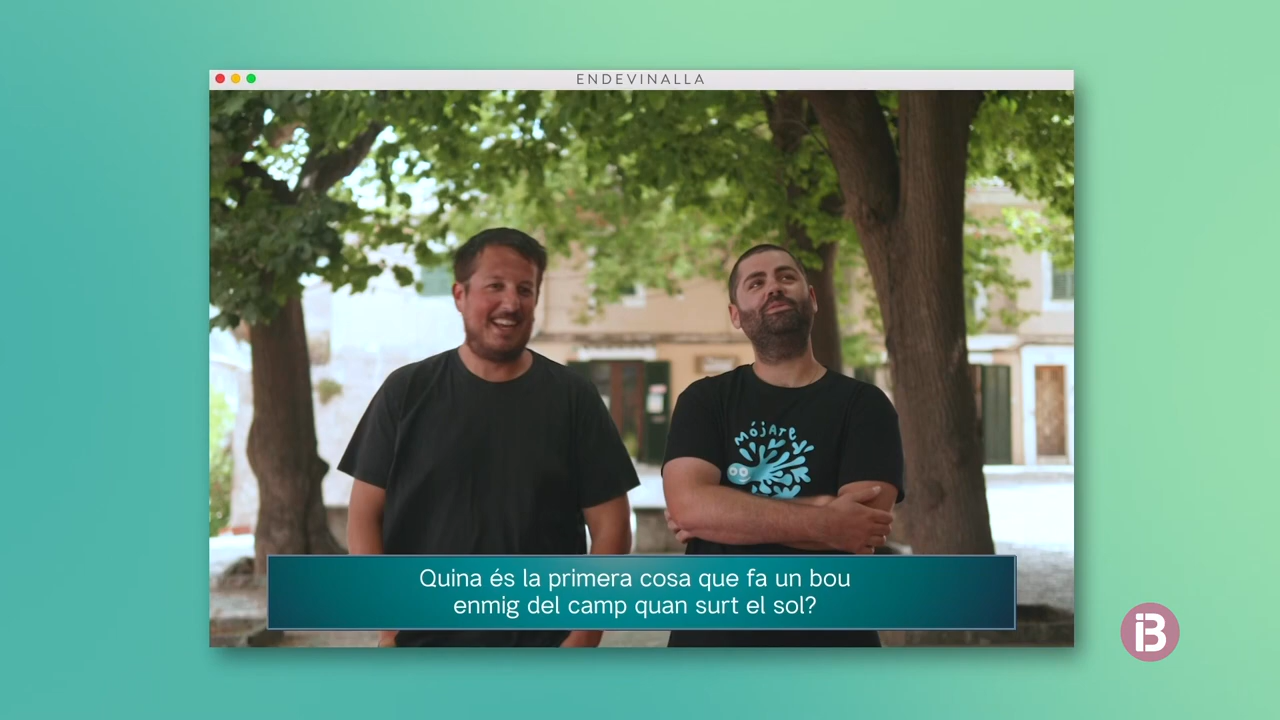 ENDEVINALLA
MÓJATE
Quina és la primera cosa que fa un bou
enmig del camp quan surt el sol?
IB